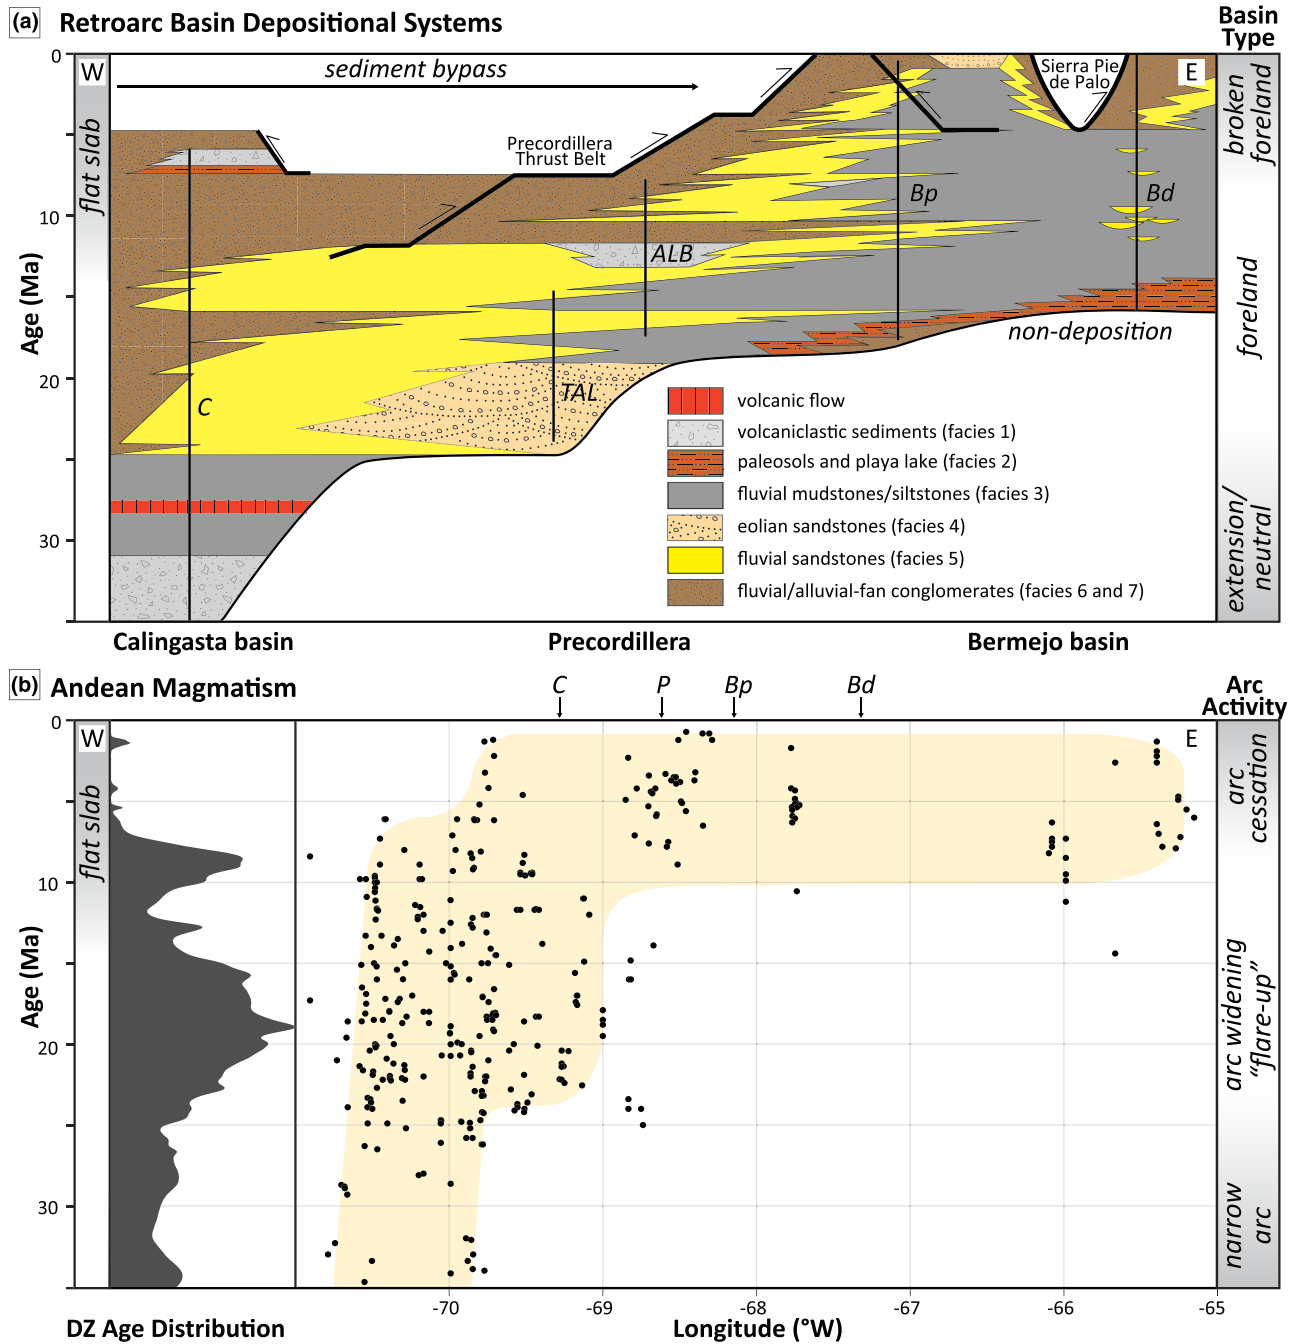 (a) Retroarc Basin Depositional Systems
Basin
Type
W
E
sediment bypass
Sierra Pie
de Palo
Precordillera
Thrust Belt
flat slab
broken
foreland
foreland
extension/
neutral
0
10
20
30
Age (Ma)
C
TAL
ALB
Bp
Bd
non-deposition
volcanic flow
volcaniclastic sediments (facies 1)
paleosols and playa lake (facies 2)
fluvial mudstones/siltstones (facies 3)
eolian sandstones (facies 4)
fluvial sandstones (facies 5)
fluvial/alluvial-fan conglomerates (facies 6 and 7)
Calingasta basin
Precordillera
Bermejo basin
(b) Andean Magmatism
C
P
Bp
Bd
Arc
Activity
W
E
flat slab
arc
cessation
arc widening
“flare-up”
narrow
arc
0
10
20
30
Age (Ma)
-70
-69
-68
-67
-66
-65
DZ Age Distribution
Longitude (°W)